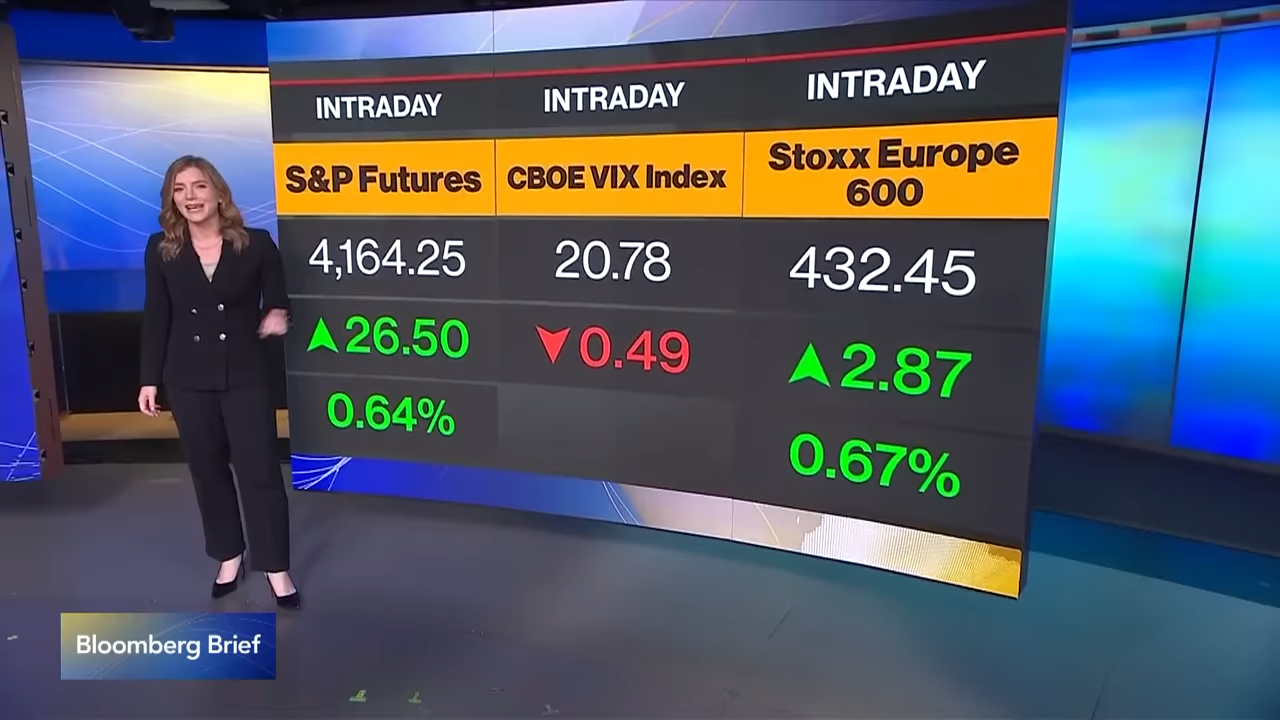 INTRADAY
S&P Futures
4,164.25
▲26.50
0.64%
INTRADAY
CBOE VIX Index
20.78
▼0.49
INTRADAY
Stoxx Europe
600
432.45
▲2.87
0.67%
Bloomberg Brief